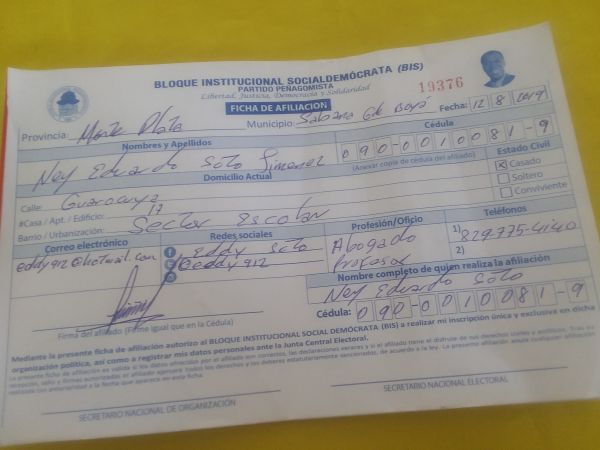 BLOQUE INSTITUCIONAL SOCIALDEMÓCRATA (BIS)
PARTIDO PEÑAGOMISTA
Libertad, Justicia, Democracia y Solidaridad
19376
FICHA DE AFILIACION
Provincia: Monte Plata Municipio: Sabana Gde Boyá Fecha: 12 8 2019
Nombres y Apellidos Cédula
Ney Eduardo Soto Jimenez 090-0010081-9
(Anexar copia de cédula del afiliado)
Domicilio Actual Estado Civil
Calle: Guarocuya Casado
#Casa / Apt. / Edificio: 17 Soltero
Barrio / Urbanización: Sector Escolar Conviviente
Correo electrónico Redes sociales Profesión/Oficio Teléfonos
eddy912@hotmail.com Eddy Soto Abogado 1) 829-775-4140
@eddy912 Profesor 2)
Nombre completo de quien realiza la afiliación
Ney Eduardo Soto
Cédula: 090-0010081-9
Firma del afiliado (Firme igual que en la Cédula)
Mediante la presente ficha de afiliación autorizo al BLOQUE INSTITUCIONAL SOCIAL DEMÓCRATA (BIS) a realizar mi inscripción única y exclusiva en dicha
organización política, así como a registrar mis datos personales ante la Junta Central Electoral.
SECRETARIO NACIONAL DE ORGANIZACIÓN SECRETARIO NACIONAL ELECTORAL